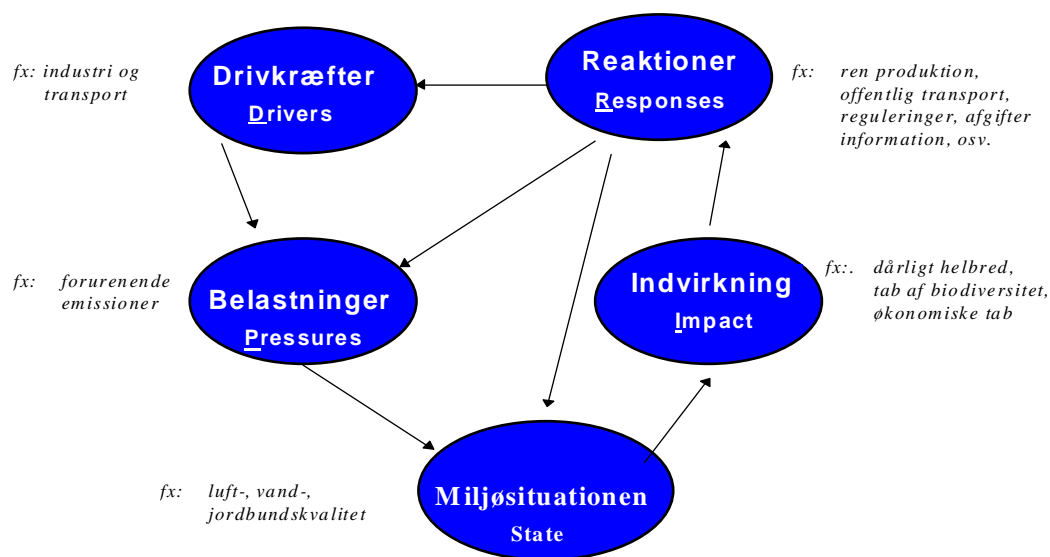 fx: industri og
transport
Drivkræfter
Drivers
Reaktioner
Responses
fx: ren produktion,
offentlig transport,
reguleringer, afgifter
information, osv.
fx: forurenende
emissioner
Belastninger
Pressures
Indvirkning
Impact
fx:. dårligt helbred,
tab af biodiversitet,
økonomiske tab
fx: luft-, vand-,
jordbundskvalitet
Miljøsituationen
State